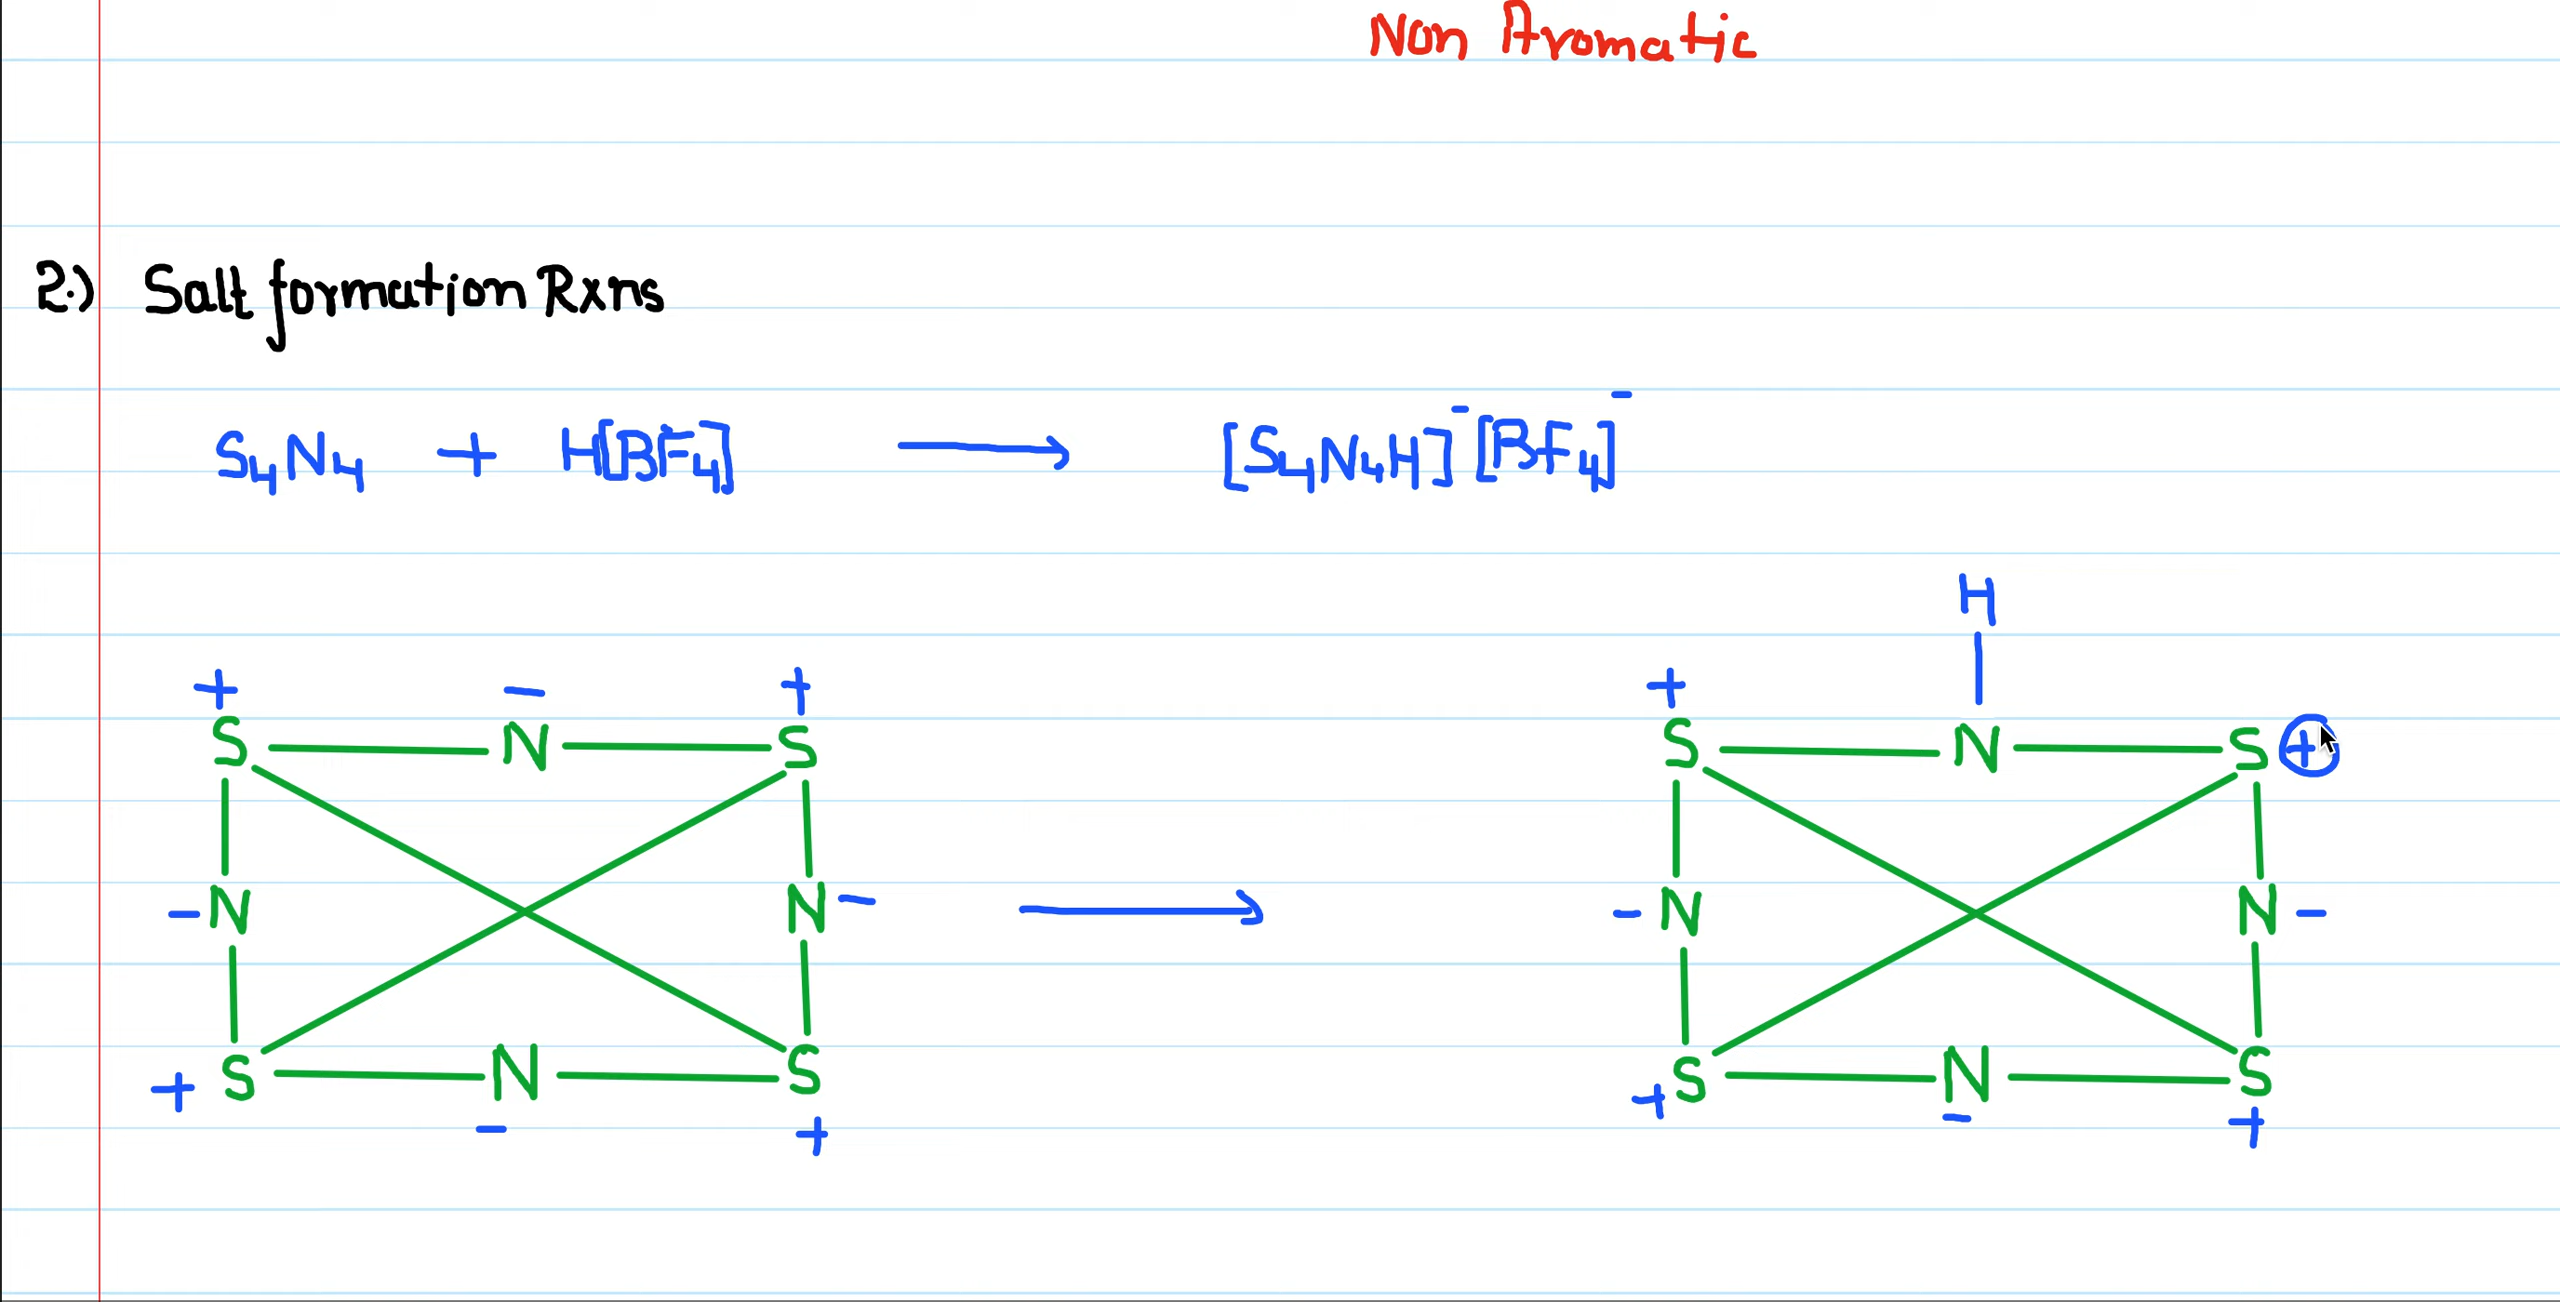 Non Aromatic
2.) Salt formation Rxns
S₄N₄ + H[BF₄] ⟶ [S₄N₄H]⁻[BF₄]⁻
H
+ − + +
S N S S N S +
− N N − ⟶ − N N −
+ S N S + S N S
− + − +